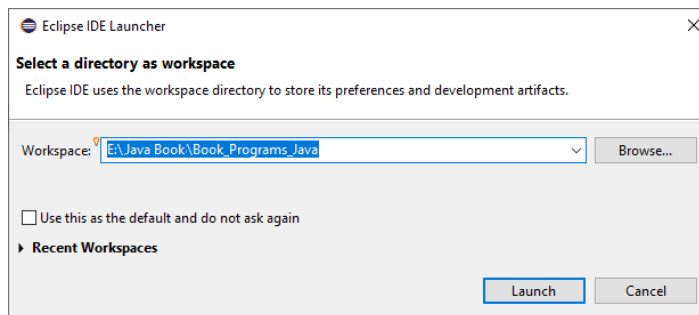 Eclipse IDE Launcher
Select a directory as workspace
Eclipse IDE uses the workspace directory to store its preferences and development artifacts.
Workspace: E:\Java Book\Book_Programs_Java Browse...
Use this as the default and do not ask again
Recent Workspaces
Launch Cancel